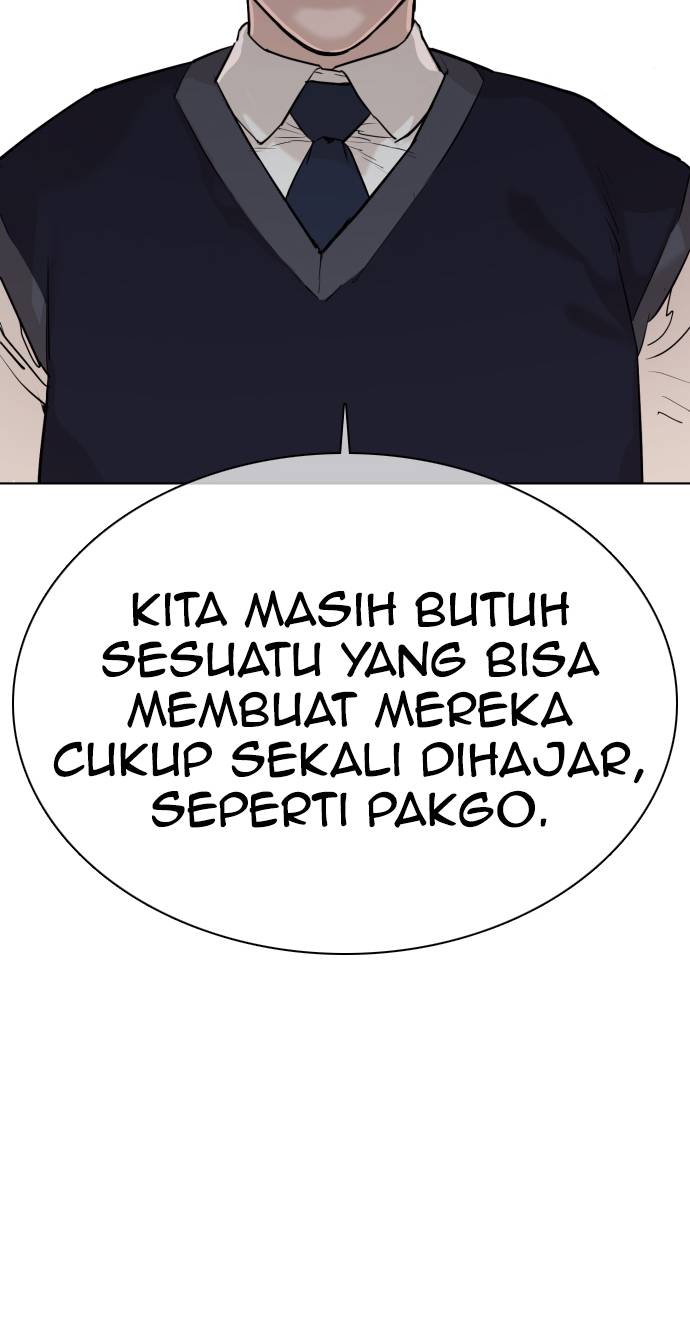 KITA MASIH BUTUH
SESUATU YANG BISA
MEMBUAT MEREKA
CUKUP SEKALI DIHAJAR,
SEPERTI PAKGO.